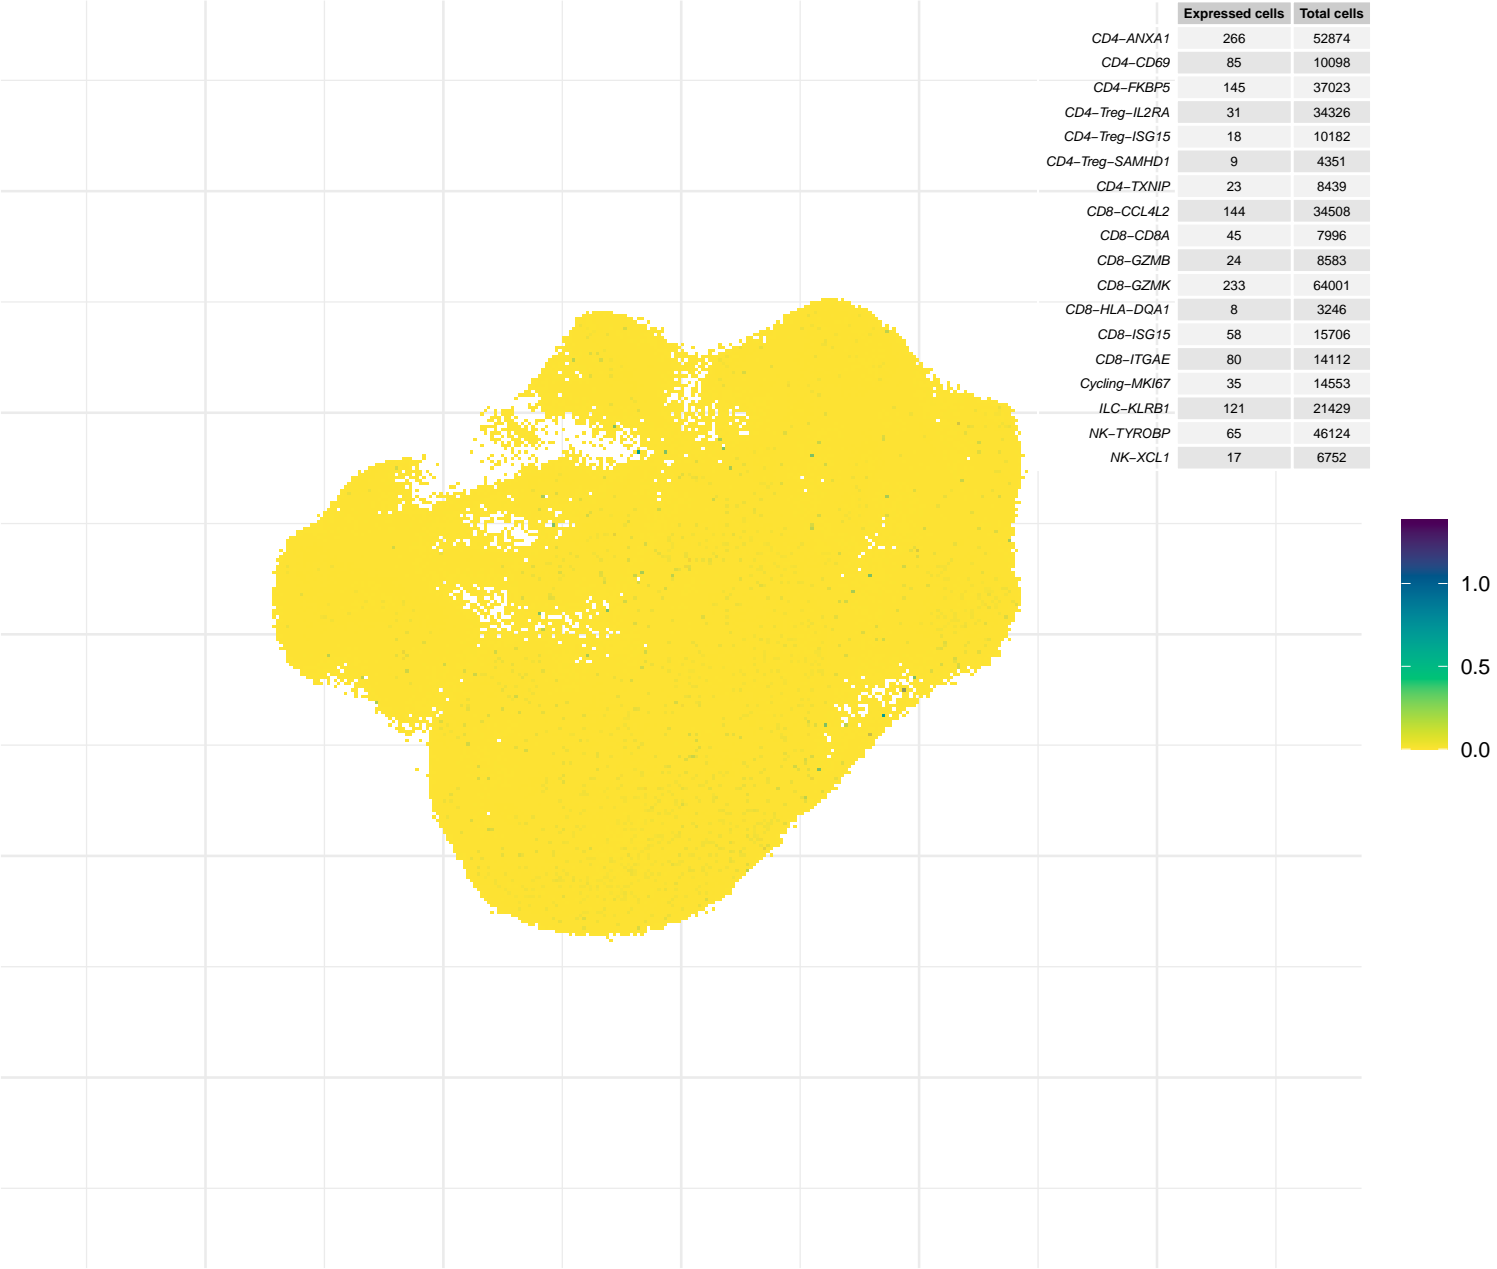 Expressed cells Total cells
CD4−ANXA1 266 52874
CD4−CD69 85 10098
CD4−FKBP5 145 37023
CD4−Treg−IL2RA 31 34326
CD4−Treg−ISG15 18 10182
CD4−Treg−SAMHD1 9 4351
CD4−TXNIP 23 8439
CD8−CCL4L2 144 34508
CD8−CD8A 45 7996
CD8−GZMB 24 8583
CD8−GZMK 233 64001
CD8−HLA−DQA1 8 3246
CD8−ISG15 58 15706
CD8−ITGAE 80 14112
Cycling−MKI67 35 14553
ILC−KLRB1 121 21429
NK−TYROBP 65 46124
NK−XCL1 17 6752
1.0
0.5
0.0